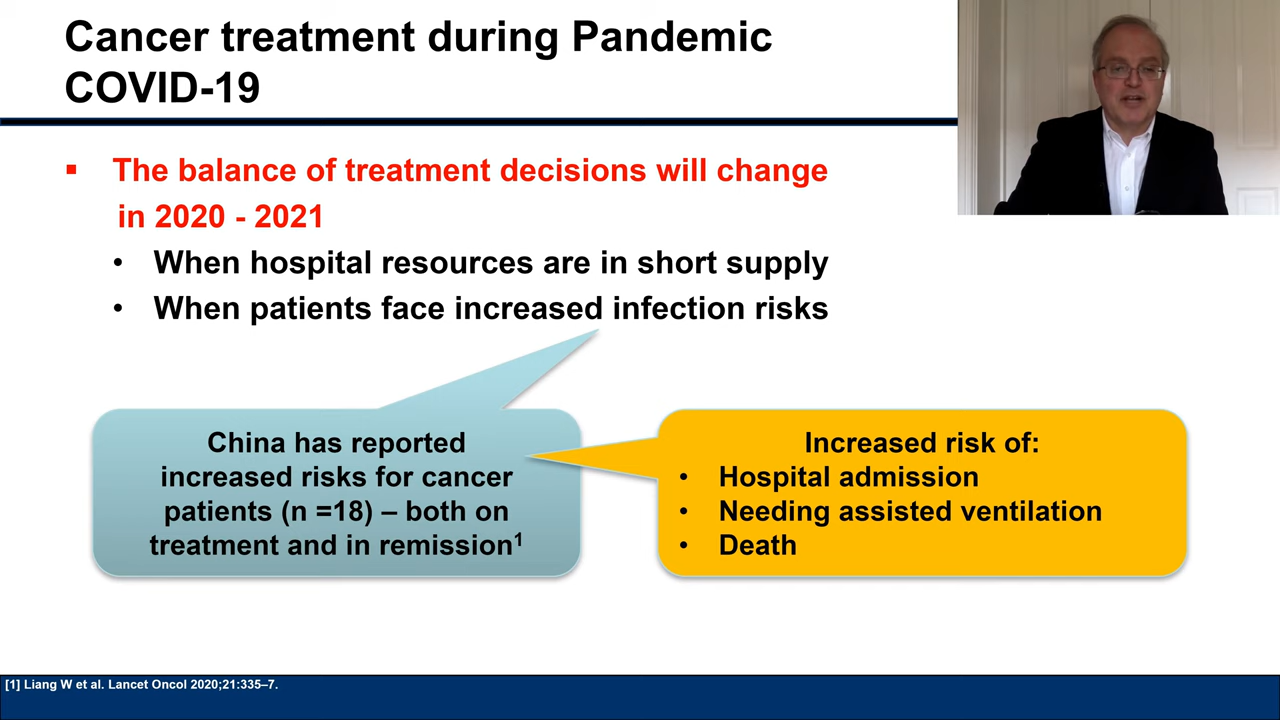 Cancer treatment during Pandemic
COVID-19
▪ The balance of treatment decisions will change
in 2020 - 2021
• When hospital resources are in short supply
• When patients face increased infection risks
China has reported
increased risks for cancer
patients (n =18) – both on
treatment and in remission¹
Increased risk of:
• Hospital admission
• Needing assisted ventilation
• Death
[1] Liang W et al. Lancet Oncol 2020;21:335–7.